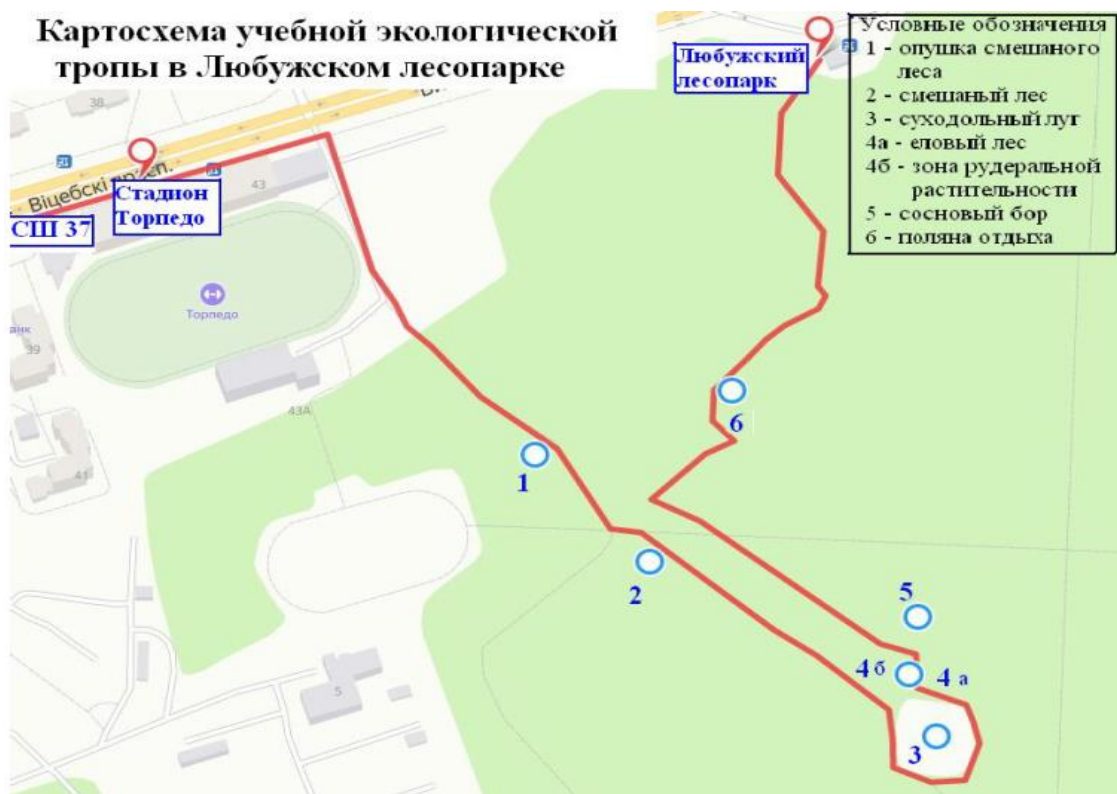 Картосхема учебной экологической
тропы в Любужском лесопарке
Любужский
лесопарк
Условные обозначения
1 - опушка смешаного
леса
2 - смешаный лес
3 - суходольный луг
4а - еловый лес
4б - зона рудеральной
растительности
5 - сосновый бор
6 - поляна отдыха
38
Віцебскі
Стадион
Торпедо
СШ 37
43
Торпедо
39
41
43А
5
1
2
6
5
4 б
4 а
3